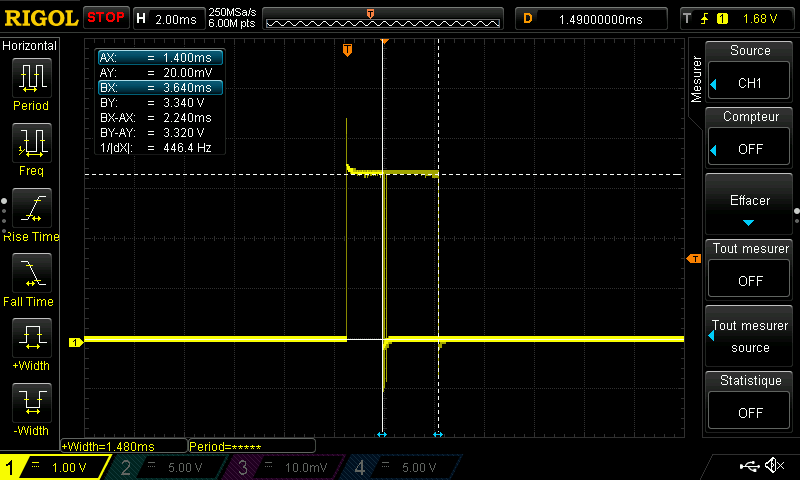 RIGOL STOP H 2.00ms 250MSa/s 6.00M pts T D 1.49000000ms T 1 1.68 V
Horizontal
Period
Freq
Rise Time
Fall Time
+Width
-Width
AX: = 1.400ms
AY: = 20.00mV
BX: = 3.640ms
BY: = 3.340 V
BX-AX: = 2.240ms
BY-AY: = 3.320 V
1/|dX|: = 446.4 Hz
T
T
1
Mesurer
Source
CH1
Compteur
OFF
Effacer
Tout mesurer
OFF
Tout mesurer
source
Statistique
OFF
+Width=1.480ms Period=*****
1 = 1.00 V 2 = 5.00 V 3 = 10.0mV 4 = 5.00 V